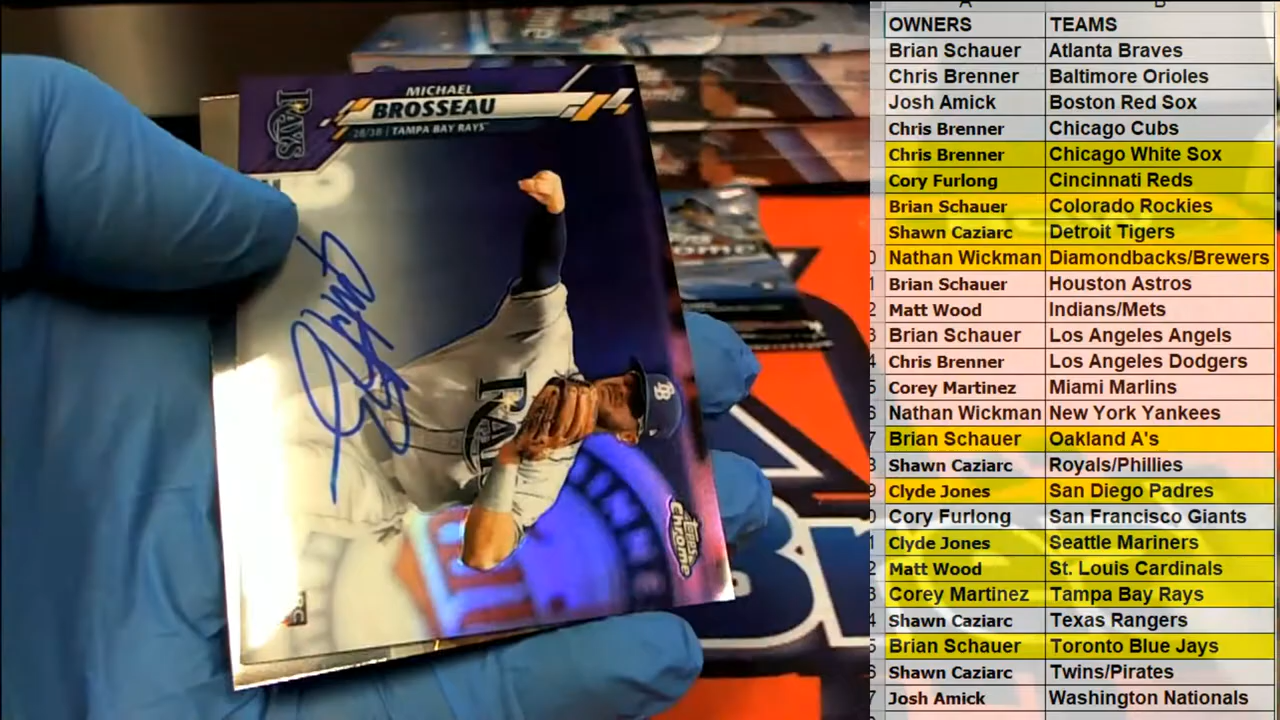 MICHAEL
BROSSEAU
2B/3B | TAMPA BAY RAYS
RAYS
RAYS
TB
Topps
Chrome
RC
A B
OWNERS TEAMS
Brian Schauer Atlanta Braves
Chris Brenner Baltimore Orioles
Josh Amick Boston Red Sox
Chris Brenner Chicago Cubs
Chris Brenner Chicago White Sox
Cory Furlong Cincinnati Reds
Brian Schauer Colorado Rockies
Shawn Caziarc Detroit Tigers
Nathan Wickman Diamondbacks/Brewers
Brian Schauer Houston Astros
Matt Wood Indians/Mets
Brian Schauer Los Angeles Angels
Chris Brenner Los Angeles Dodgers
Corey Martinez Miami Marlins
Nathan Wickman New York Yankees
Brian Schauer Oakland A's
Shawn Caziarc Royals/Phillies
Clyde Jones San Diego Padres
Cory Furlong San Francisco Giants
Clyde Jones Seattle Mariners
Matt Wood St. Louis Cardinals
Corey Martinez Tampa Bay Rays
Shawn Caziarc Texas Rangers
Brian Schauer Toronto Blue Jays
Shawn Caziarc Twins/Pirates
Josh Amick Washington Nationals